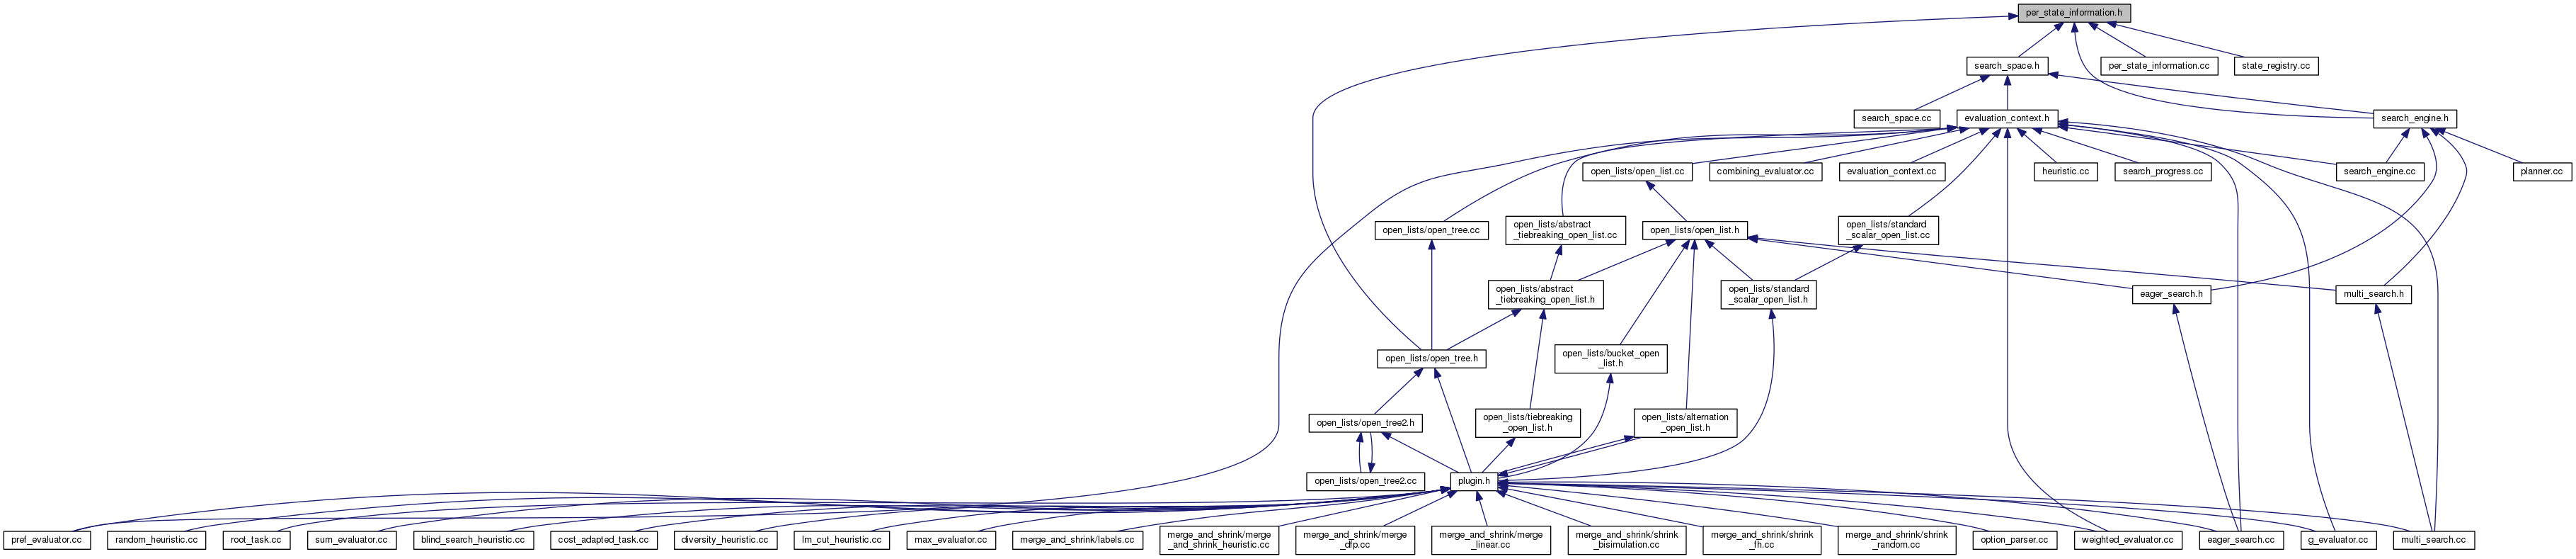 per_state_information.h
search_space.h
per_state_information.cc
state_registry.cc
search_space.cc
evaluation_context.h
search_engine.h
open_lists/open_list.cc
combining_evaluator.cc
evaluation_context.cc
heuristic.cc
search_progress.cc
search_engine.cc
planner.cc
open_lists/open_tree.cc
open_lists/abstract
_tiebreaking_open_list.cc
open_lists/open_list.h
open_lists/standard
_scalar_open_list.cc
open_lists/abstract
_tiebreaking_open_list.h
open_lists/standard
_scalar_open_list.h
eager_search.h
multi_search.h
open_lists/open_tree.h
open_lists/bucket_open
_list.h
open_lists/open_tree2.h
open_lists/tiebreaking
_open_list.h
open_lists/alternation
_open_list.h
open_lists/open_tree2.cc
plugin.h
pref_evaluator.cc
random_heuristic.cc
root_task.cc
sum_evaluator.cc
blind_search_heuristic.cc
cost_adapted_task.cc
diversity_heuristic.cc
lm_cut_heuristic.cc
max_evaluator.cc
merge_and_shrink/labels.cc
merge_and_shrink/merge
_and_shrink_heuristic.cc
merge_and_shrink/merge
_dfp.cc
merge_and_shrink/merge
_linear.cc
merge_and_shrink/shrink
_bisimulation.cc
merge_and_shrink/shrink
_fh.cc
merge_and_shrink/shrink
_random.cc
option_parser.cc
weighted_evaluator.cc
eager_search.cc
g_evaluator.cc
multi_search.cc